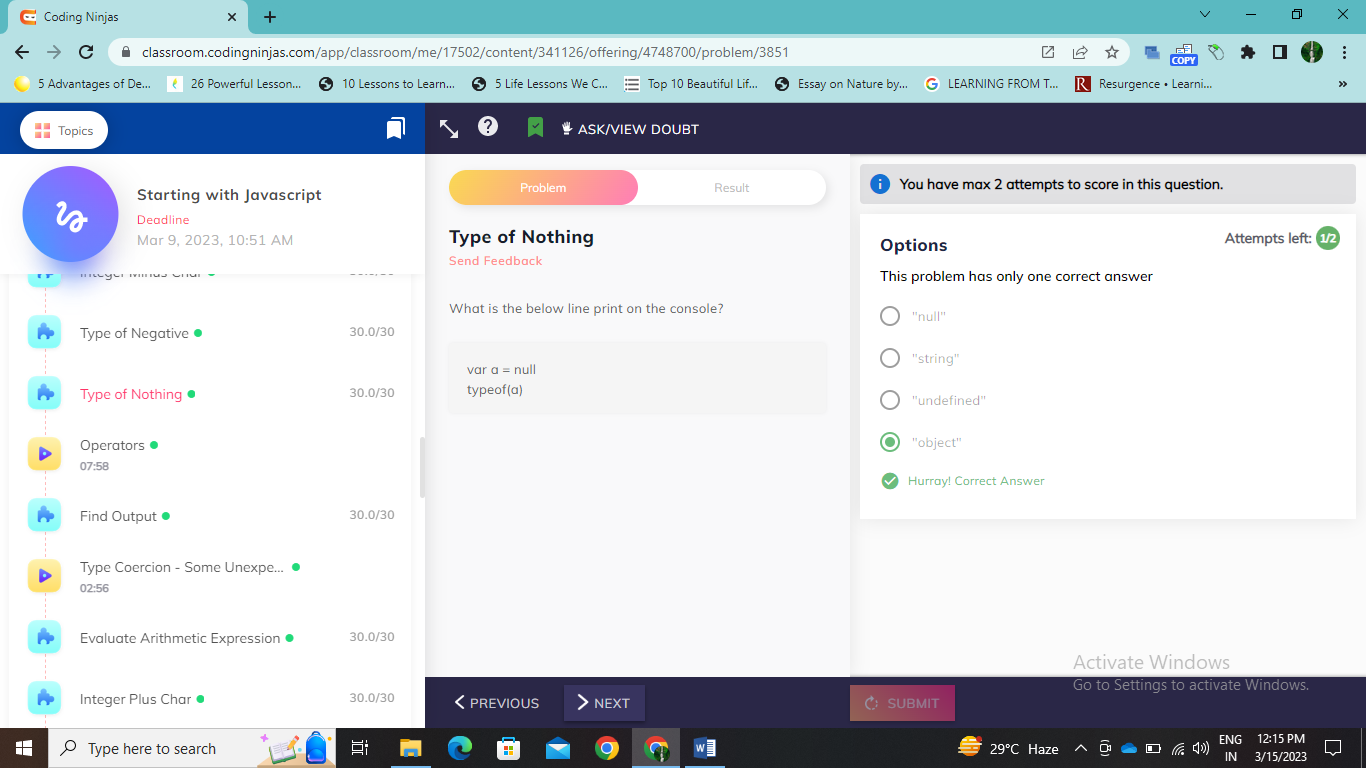 Coding Ninjas
classroom.codingninjas.com/app/classroom/me/17502/content/341126/offering/4748700/problem/3851
COPY
5 Advantages of De...
26 Powerful Lesson...
10 Lessons to Learn...
5 Life Lessons We C...
Top 10 Beautiful Lif...
Essay on Nature by...
LEARNING FROM T...
Resurgence • Learni...
Topics
ASK/VIEW DOUBT
Starting with Javascript
Deadline
Mar 9, 2023, 10:51 AM
Integer Minus Char
30.0/30
Type of Negative
30.0/30
Type of Nothing
30.0/30
Operators
07:58
Find Output
30.0/30
Type Coercion - Some Unexpe...
02:56
Evaluate Arithmetic Expression
30.0/30
Integer Plus Char
30.0/30
Problem
Result
Type of Nothing
Send Feedback
What is the below line print on the console?
var a = null
typeof(a)
You have max 2 attempts to score in this question.
Options
Attempts left: 1/2
This problem has only one correct answer
"null"
"string"
"undefined"
"object"
Hurray! Correct Answer
Activate Windows
Go to Settings to activate Windows.
PREVIOUS
NEXT
SUBMIT
Type here to search
29°C Haze
ENG
IN
12:15 PM
3/15/2023